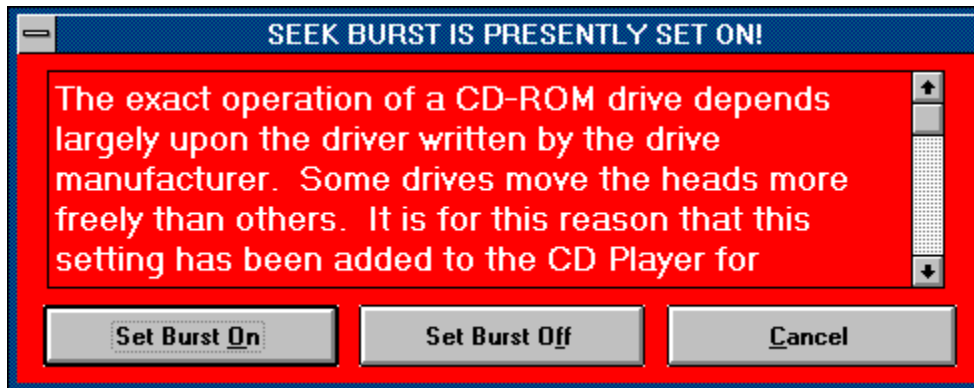 SEEK BURST IS PRESENTLY SET ON!
The exact operation of a CD-ROM drive depends
largely upon the driver written by the drive
manufacturer.  Some drives move the heads more
freely than others.  It is for this reason that this
setting has been added to the CD Player for
Set Burst On
Set Burst Off
Cancel